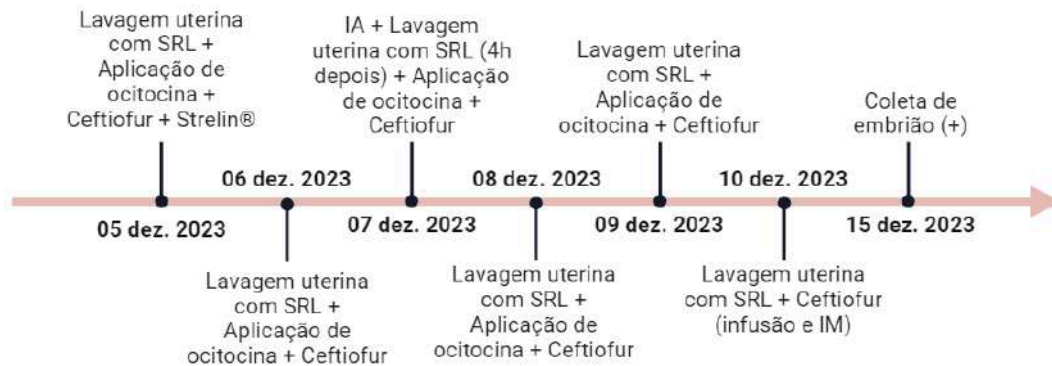 Lavagem uterina
com SRL +
Aplicação de
ocitocina +
Ceftiofur + Strelin®
IA + Lavagem
uterina com SRL (4h
depois) + Aplicação
de ocitocina +
Ceftiofur
Lavagem uterina
com SRL +
Aplicação de
ocitocina + Ceftiofur
Coleta de
embrião (+)
06 dez. 2023
08 dez. 2023
10 dez. 2023
05 dez. 2023
07 dez. 2023
09 dez. 2023
15 dez. 2023
Lavagem uterina
com SRL +
Aplicação de
ocitocina + Ceftiofur
Lavagem uterina
com SRL +
Aplicação de
ocitocina + Ceftiofur
Lavagem uterina
com SRL + Ceftiofur
(infusão e IM)